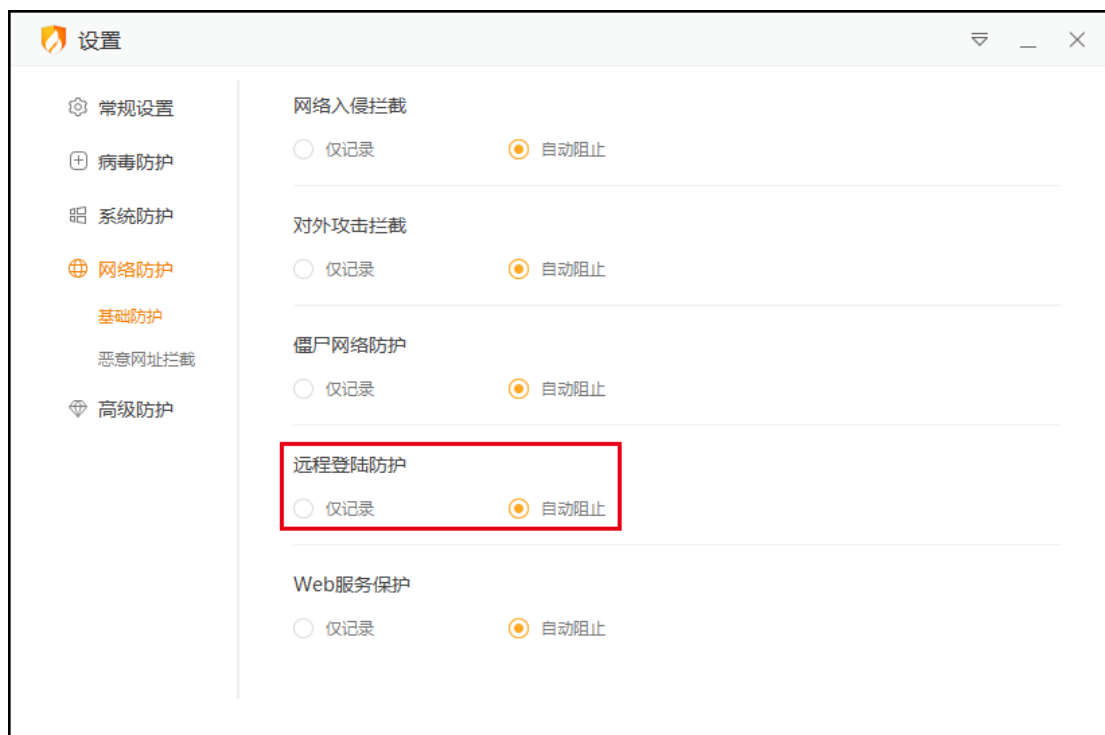 设置
常规设置
病毒防护
系统防护
网络防护
基础防护
恶意网址拦截
高级防护
网络入侵拦截
仅记录 自动阻止
对外攻击拦截
仅记录 自动阻止
僵尸网络防护
仅记录 自动阻止
远程登陆防护
仅记录 自动阻止
Web服务保护
仅记录 自动阻止